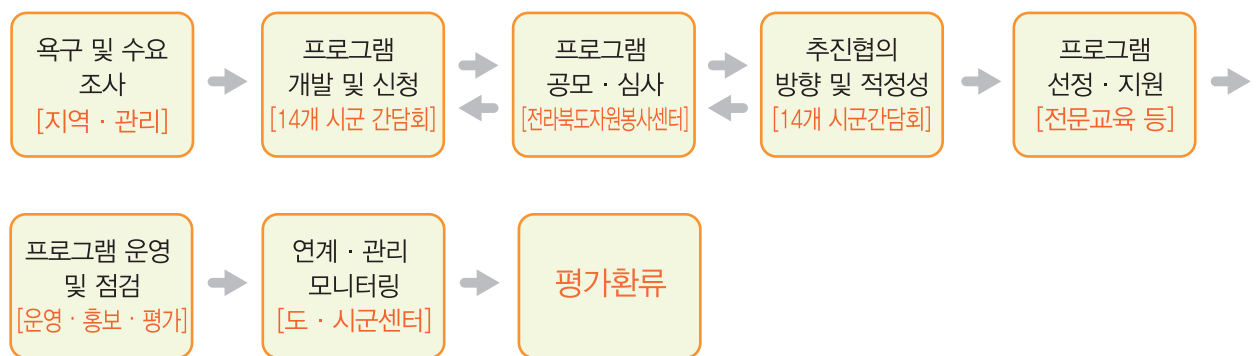 욕구 및 수요
조사
[지역 · 관리]
프로그램
개발 및 신청
[14개 시군 간담회]
프로그램
공모 · 심사
[전라북도자원봉사센터]
추진협의
방향 및 적정성
[14개 시군간담회]
프로그램
선정 · 지원
[전문교육 등]
프로그램 운영
및 점검
[운영 · 홍보 · 평가]
연계 · 관리
모니터링
[도 · 시군센터]
평가환류